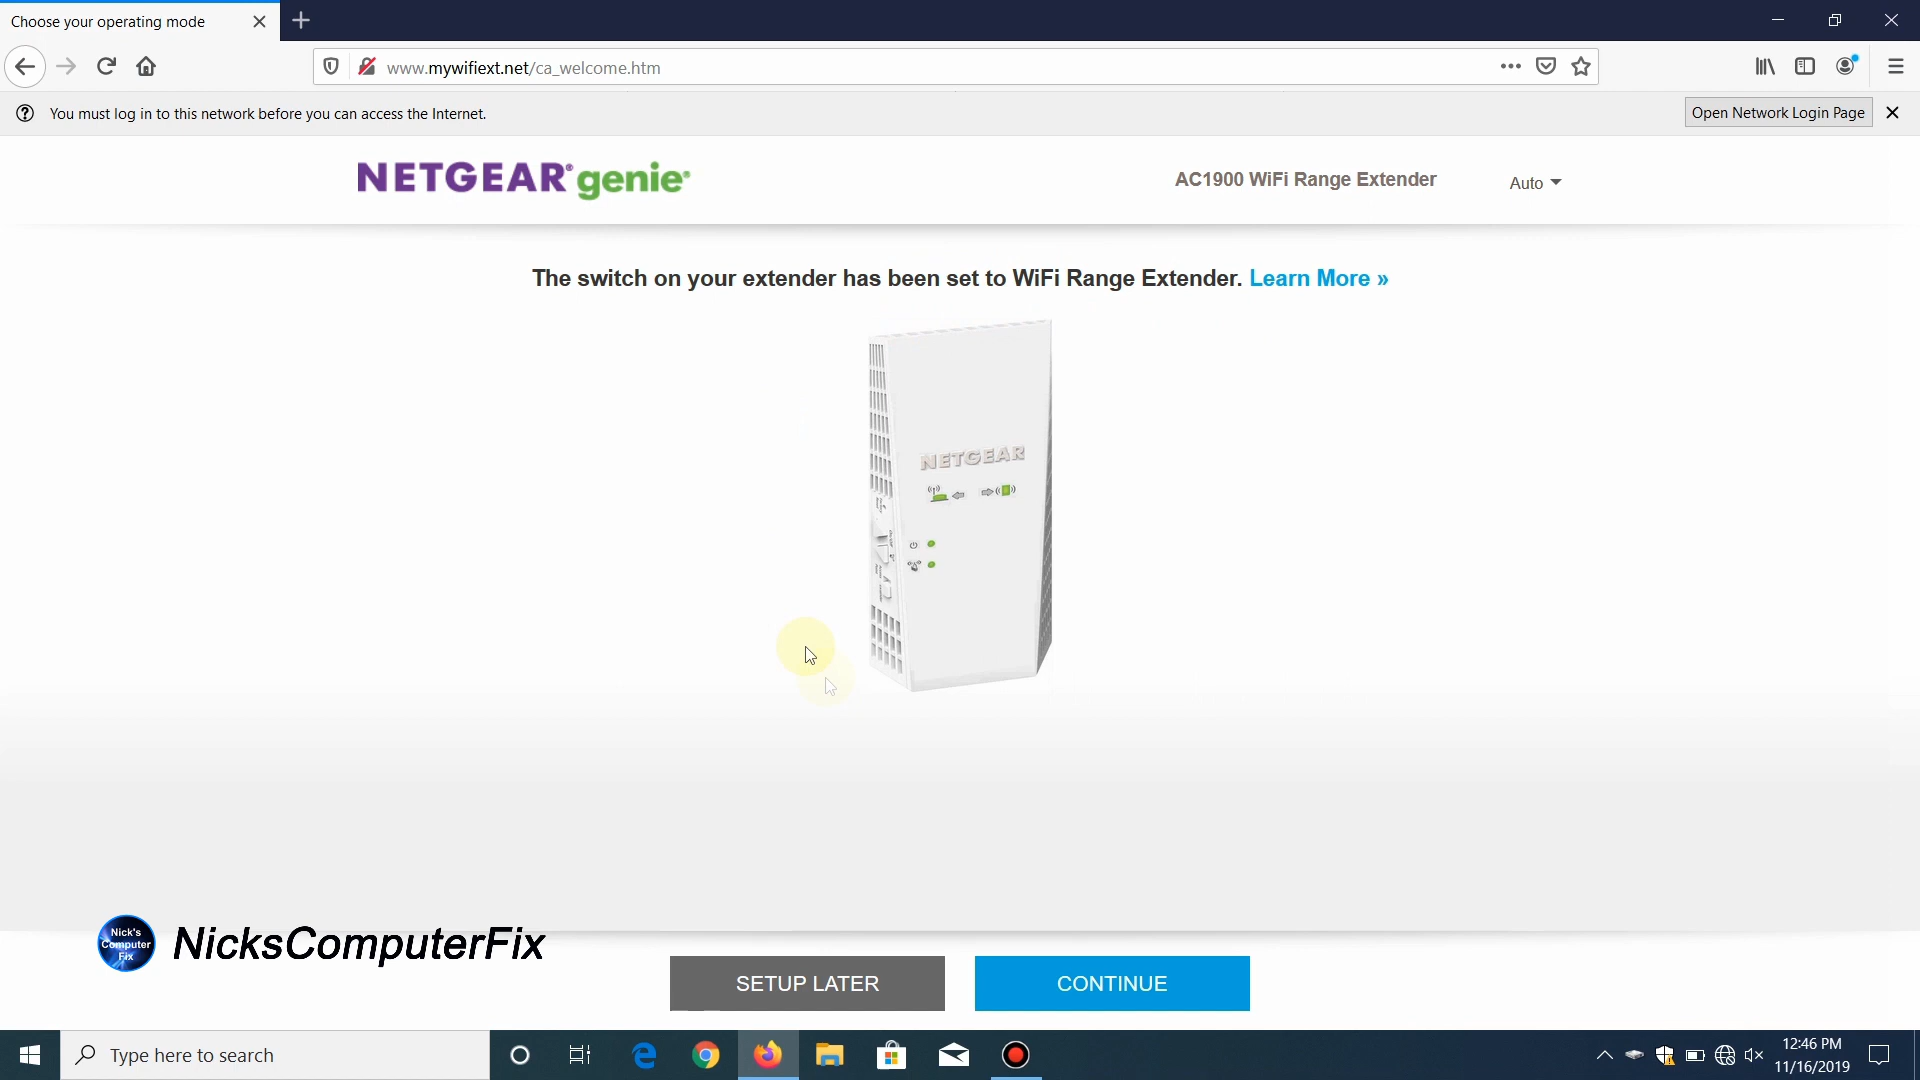 Choose your operating mode
www.mywifiext.net/ca_welcome.htm
You must log in to this network before you can access the Internet.
Open Network Login Page
NETGEAR® genie®
AC1900 WiFi Range Extender
Auto
The switch on your extender has been set to WiFi Range Extender. Learn More »
NETGEAR
Nick's
Computer
Fix
NicksComputerFix
SETUP LATER
CONTINUE
Type here to search
12:46 PM
11/16/2019